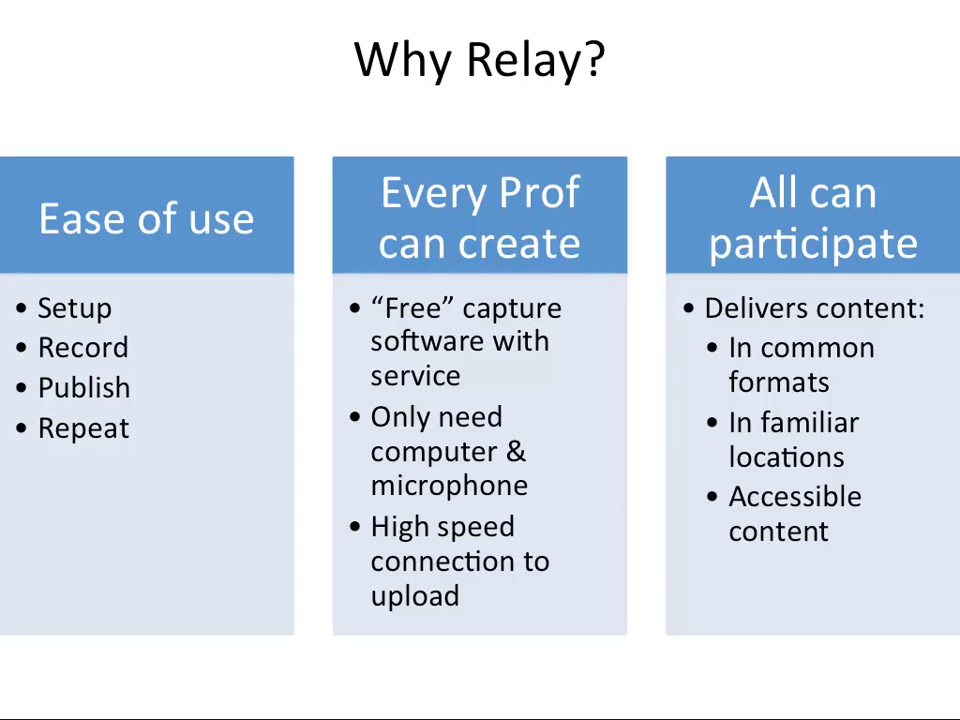 Why Relay?
Ease of use
• Setup
• Record
• Publish
• Repeat
Every Prof
can create
• “Free” capture
software with
service
• Only need
computer &
microphone
• High speed
connection to
upload
All can
participate
• Delivers content:
• In common
formats
• In familiar
locations
• Accessible
content